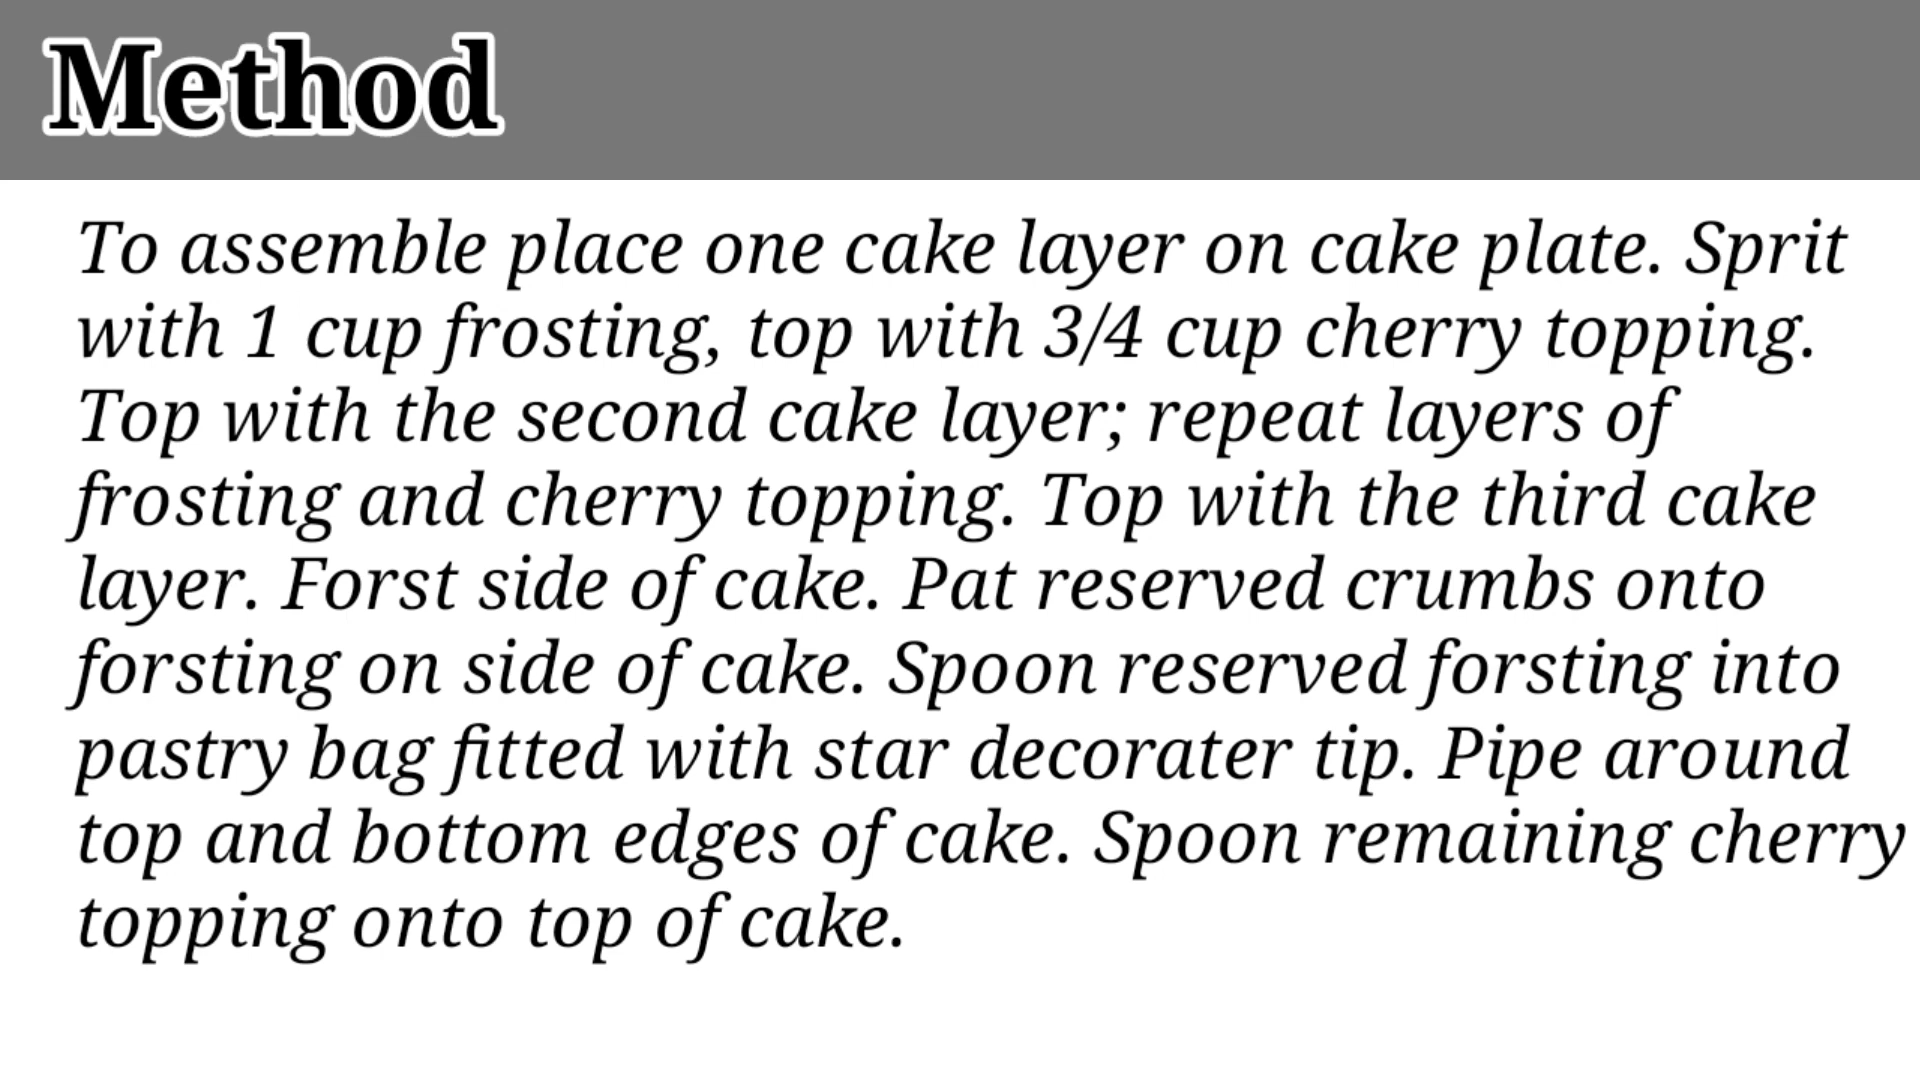 Method
To assemble place one cake layer on cake plate. Sprit
with 1 cup frosting, top with 3/4 cup cherry topping.
Top with the second cake layer; repeat layers of
frosting and cherry topping. Top with the third cake
layer. Forst side of cake. Pat reserved crumbs onto
forsting on side of cake. Spoon reserved forsting into
pastry bag fitted with star decorater tip. Pipe around
top and bottom edges of cake. Spoon remaining cherry
topping onto top of cake.